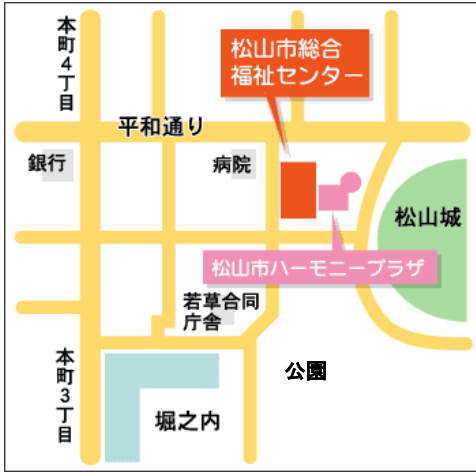 本町4丁目
松山市総合
福祉センター
平和通り
銀行
病院
松山城
松山市ハーモニープラザ
若草合同
庁舎
本町3丁目
公園
堀之内